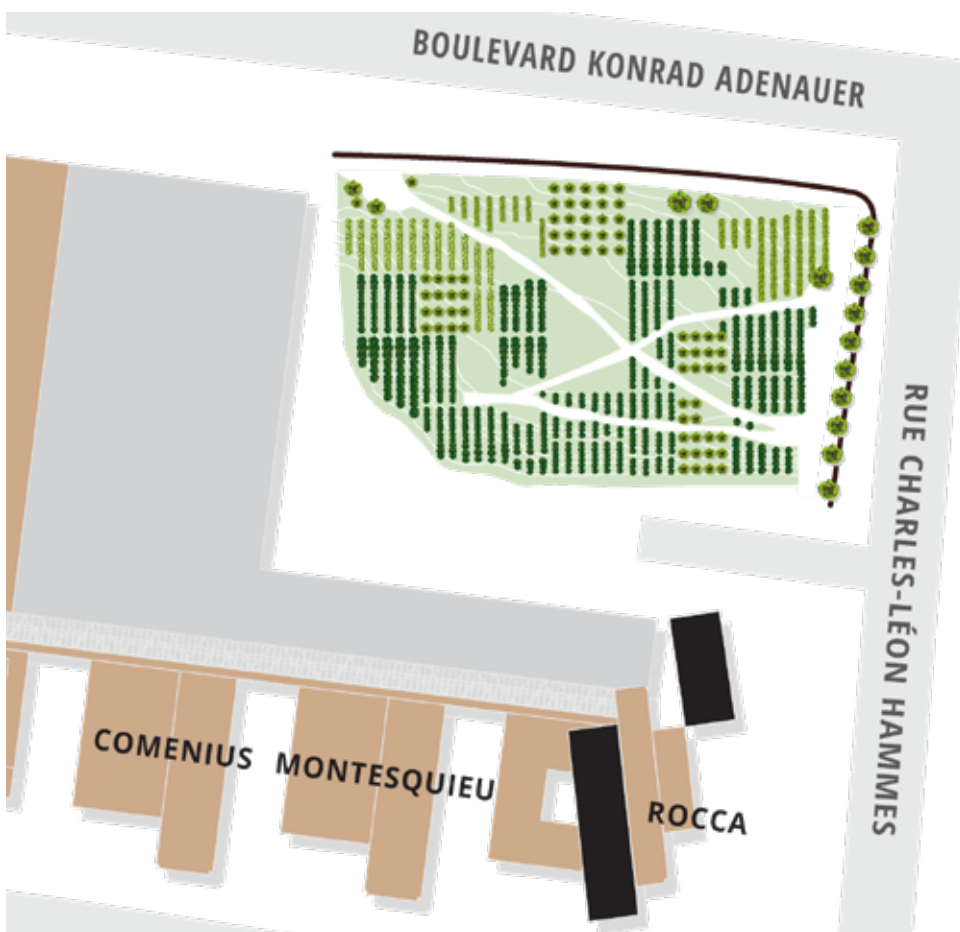 BOULEVARD KONRAD ADENAUER
RUE CHARLES-LÉON HAMMES
COMENIUS
MONTESQUIEU
ROCCA